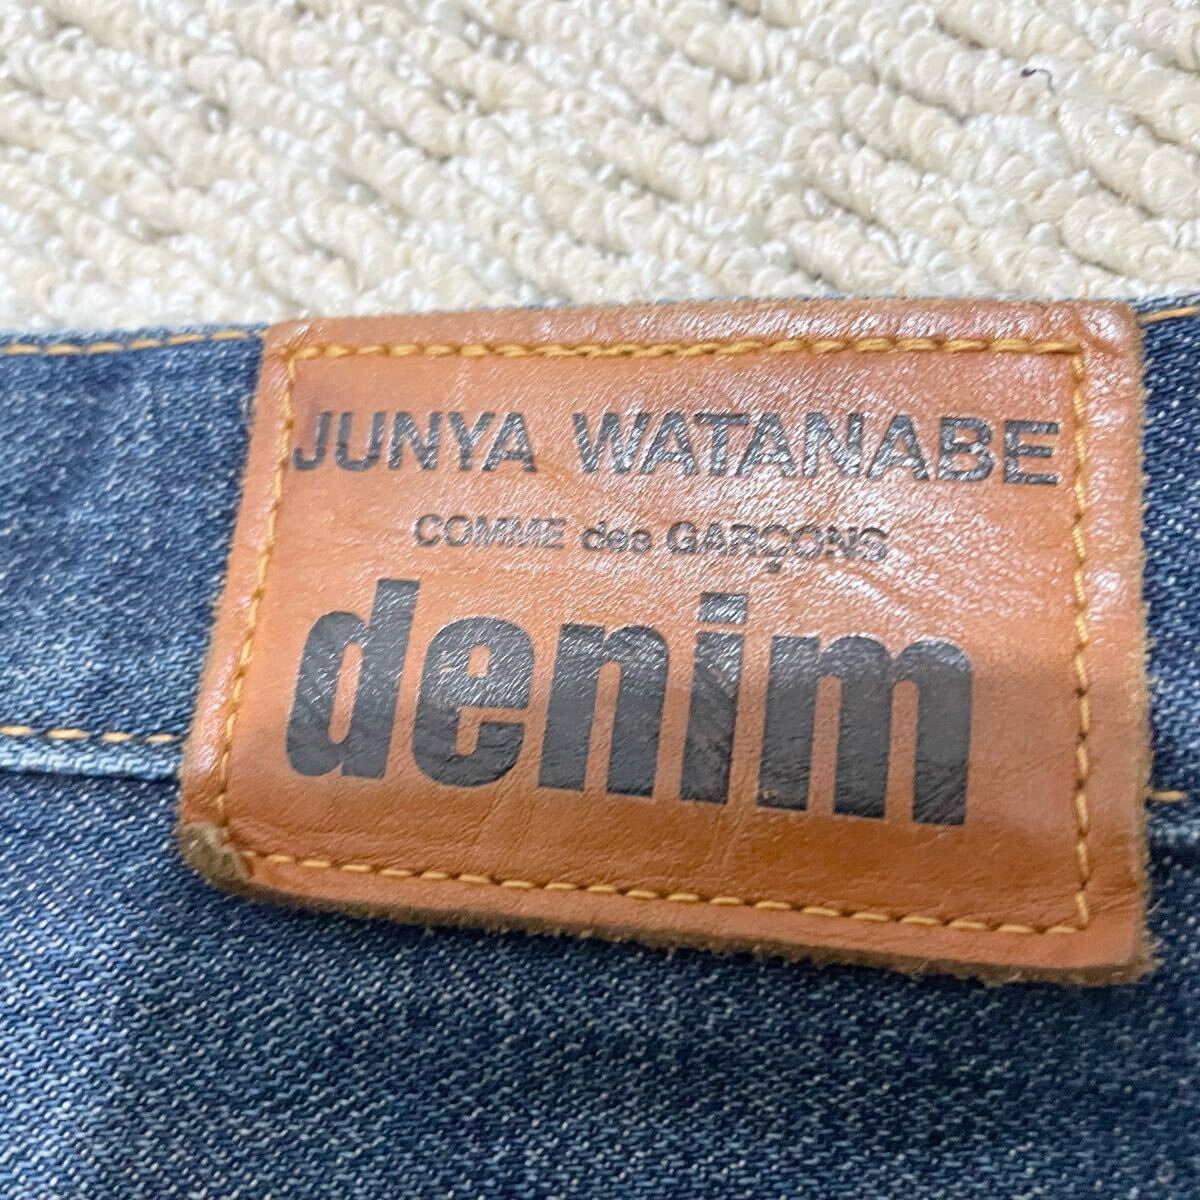 JUNYA WATANABE
COMME des GARÇONS
denim